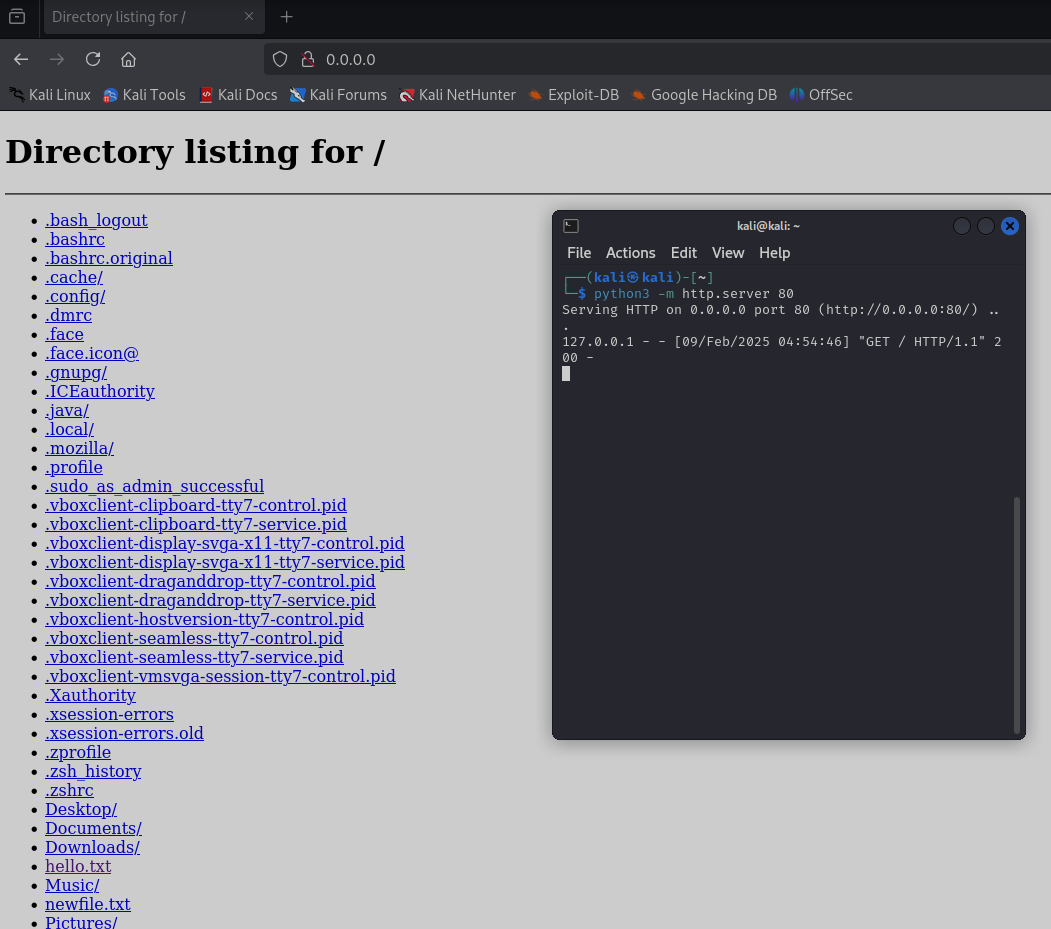 Directory listing for /
0.0.0.0
Kali Linux Kali Tools Kali Docs Kali Forums Kali NetHunter Exploit-DB Google Hacking DB OffSec
Directory listing for /
.bash_logout
.bashrc
.bashrc.original
.cache/
.config/
.dmrc
.face
.face.icon@
.gnupg/
.ICEauthority
.java/
.local/
.mozilla/
.profile
.sudo_as_admin_successful
.vboxclient-clipboard-tty7-control.pid
.vboxclient-clipboard-tty7-service.pid
.vboxclient-display-svga-x11-tty7-control.pid
.vboxclient-display-svga-x11-tty7-service.pid
.vboxclient-draganddrop-tty7-control.pid
.vboxclient-draganddrop-tty7-service.pid
.vboxclient-hostversion-tty7-control.pid
.vboxclient-seamless-tty7-control.pid
.vboxclient-seamless-tty7-service.pid
.vboxclient-vmsvga-session-tty7-control.pid
.Xauthority
.xsession-errors
.xsession-errors.old
.zprofile
.zsh_history
.zshrc
Desktop/
Documents/
Downloads/
hello.txt
Music/
newfile.txt
Pictures/
kali@kali: ~
File Actions Edit View Help
┌──(kali㉿kali)-[~]
└─$ python3 -m http.server 80
Serving HTTP on 0.0.0.0 port 80 (http://0.0.0.0:80/) ..
.
127.0.0.1 - - [09/Feb/2025 04:54:46] "GET / HTTP/1.1" 2
00 -